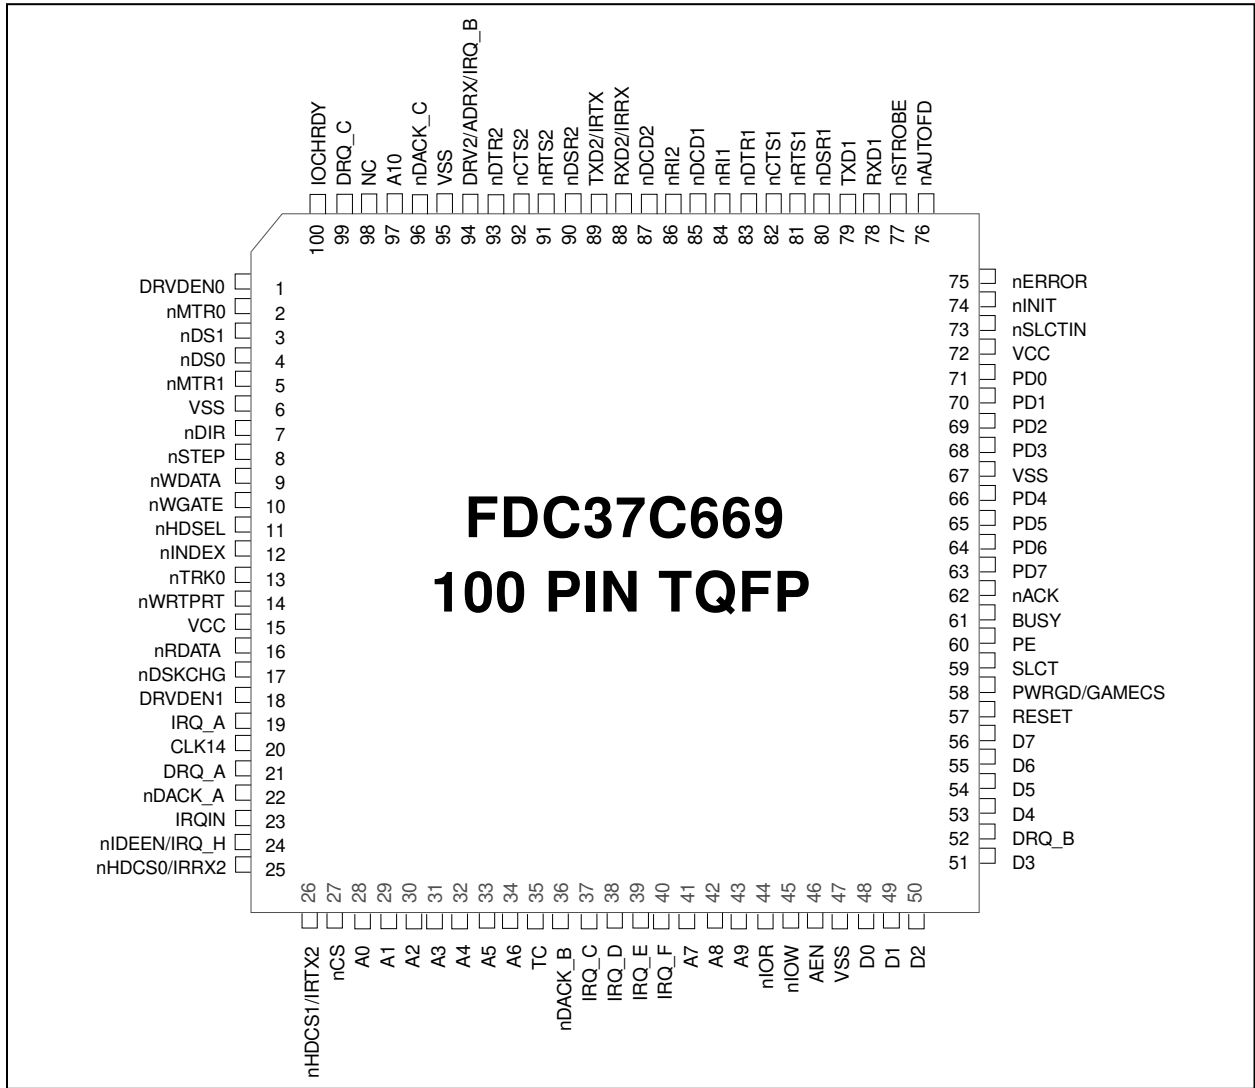 IOCHRDY
DRQ_C
NC
A10
nDACK_C
VSS
DRV2/ADRX/IRQ_B
nDTR2
nCTS2
nRTS2
nDSR2
TXD2/IRTX
RXD2/IRRX
nDCD2
nRI2
nDCD1
nRI1
nDTR1
nCTS1
nRTS1
nDSR1
TXD1
RXD1
nSTROBE
nAUTOFD
100
99
98
97
96
95
94
93
92
91
90
89
88
87
86
85
84
83
82
81
80
79
78
77
76
DRVDEN0 1
nMTR0 2
nDS1 3
nDS0 4
nMTR1 5
VSS 6
nDIR 7
nSTEP 8
nWDATA 9
nWGATE 10
nHDSEL 11
nINDEX 12
nTRK0 13
nWRTPRT 14
VCC 15
nRDATA 16
nDSKCHG 17
DRVDEN1 18
IRQ_A 19
CLK14 20
DRQ_A 21
nDACK_A 22
IRQIN 23
nIDEEN/IRQ_H 24
nHDCS0/IRRX2 25
FDC37C669
100 PIN TQFP
75 nERROR
74 nINIT
73 nSLCTIN
72 VCC
71 PD0
70 PD1
69 PD2
68 PD3
67 VSS
66 PD4
65 PD5
64 PD6
63 PD7
62 nACK
61 BUSY
60 PE
59 SLCT
58 PWRGD/GAMECS
57 RESET
56 D7
55 D6
54 D5
53 D4
52 DRQ_B
51 D3
26
27
28
29
30
31
32
33
34
35
36
37
38
39
40
41
42
43
44
45
46
47
48
49
50
nHDCS1/IRTX2
nCS
A0
A1
A2
A3
A4
A5
A6
TC
nDACK_B
IRQ_C
IRQ_D
IRQ_E
IRQ_F
A7
A8
A9
nIOR
nIOW
AEN
VSS
D0
D1
D2